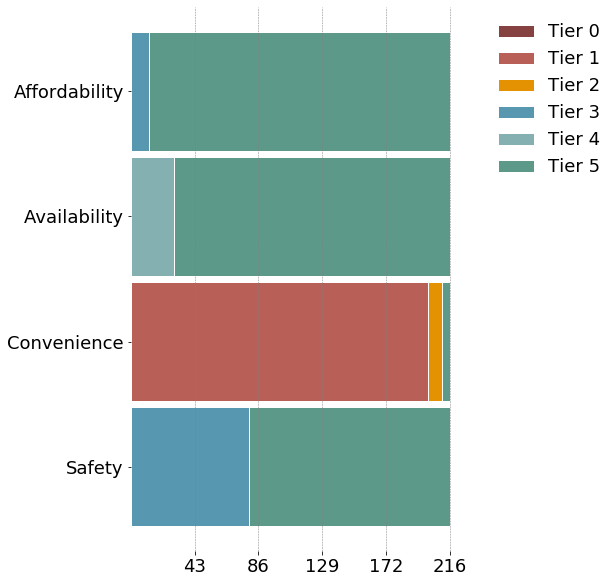 Tier 0
Tier 1
Tier 2
Tier 3
Tier 4
Tier 5
Affordability
Availability
Convenience
Safety
43 86 129 172 216